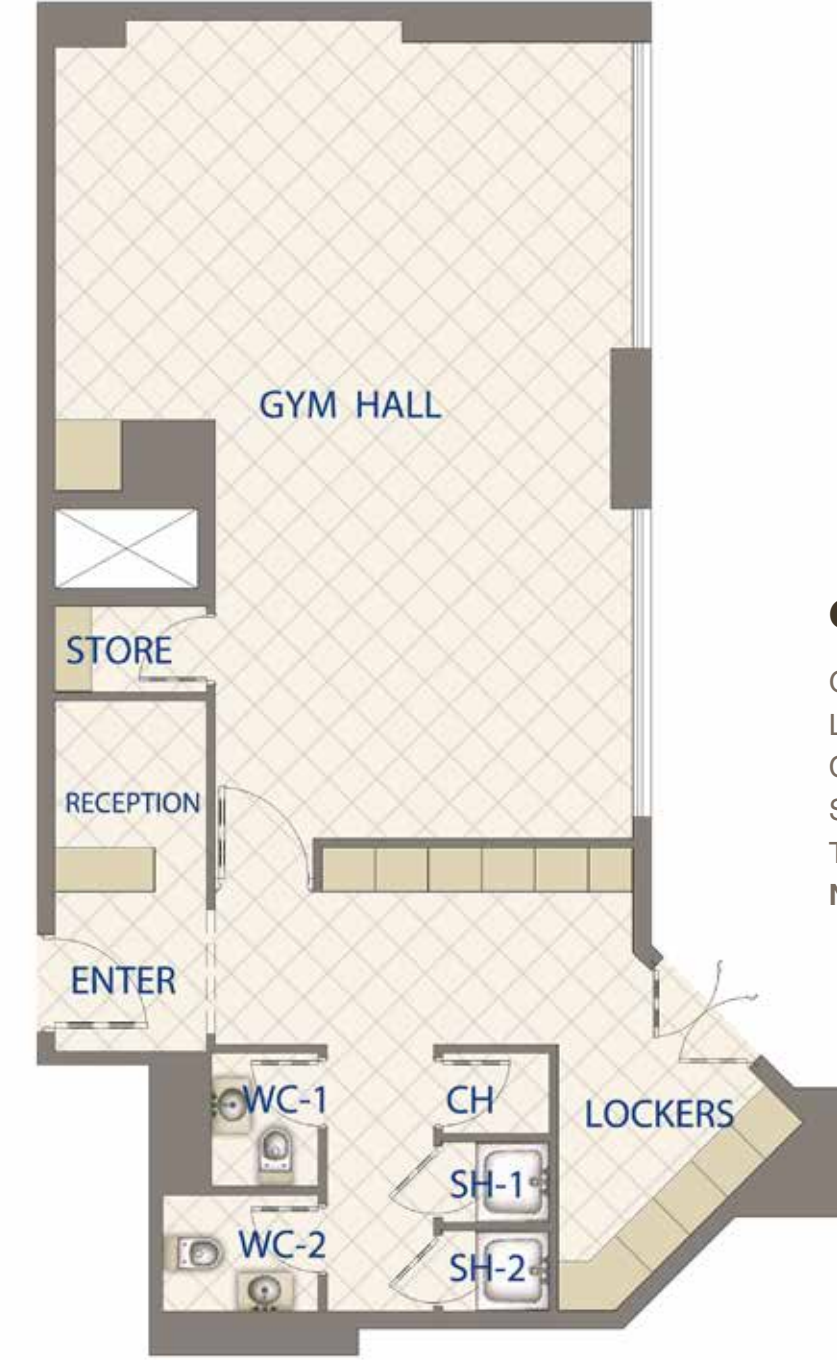 GYM HALL
STORE
RECEPTION
ENTER
WC-1
CH
LOCKERS
SH-1
WC-2
SH-2